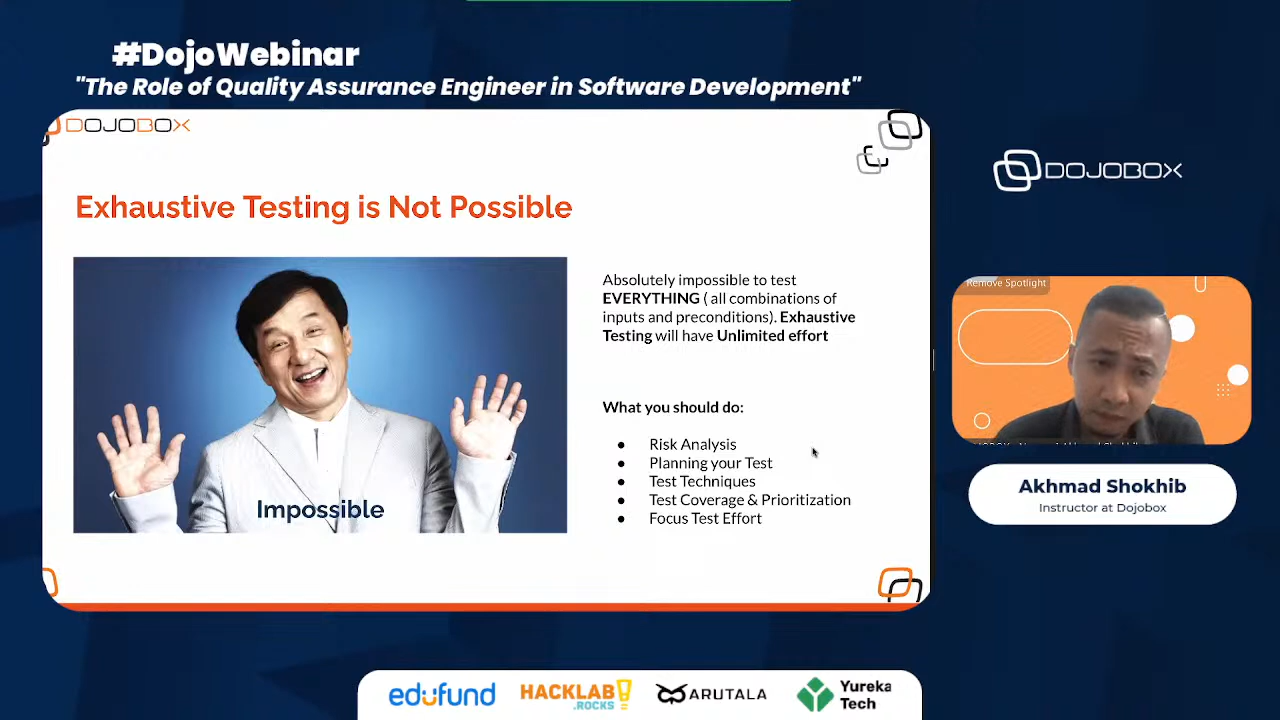 #DojoWebinar
"The Role of Quality Assurance Engineer in Software Development"
DOJOBOX
Exhaustive Testing is Not Possible
Impossible
Absolutely impossible to test
EVERYTHING ( all combinations of
inputs and preconditions). Exhaustive
Testing will have Unlimited effort
What you should do:
● Risk Analysis
● Planning your Test
● Test Techniques
● Test Coverage & Prioritization
● Focus Test Effort
DOJOBOX
Remove Spotlight
Akhmad Shokhib
Instructor at Dojobox
edufund
HACKLAB!
.ROCKS
ARUTALA
Yureka
Tech